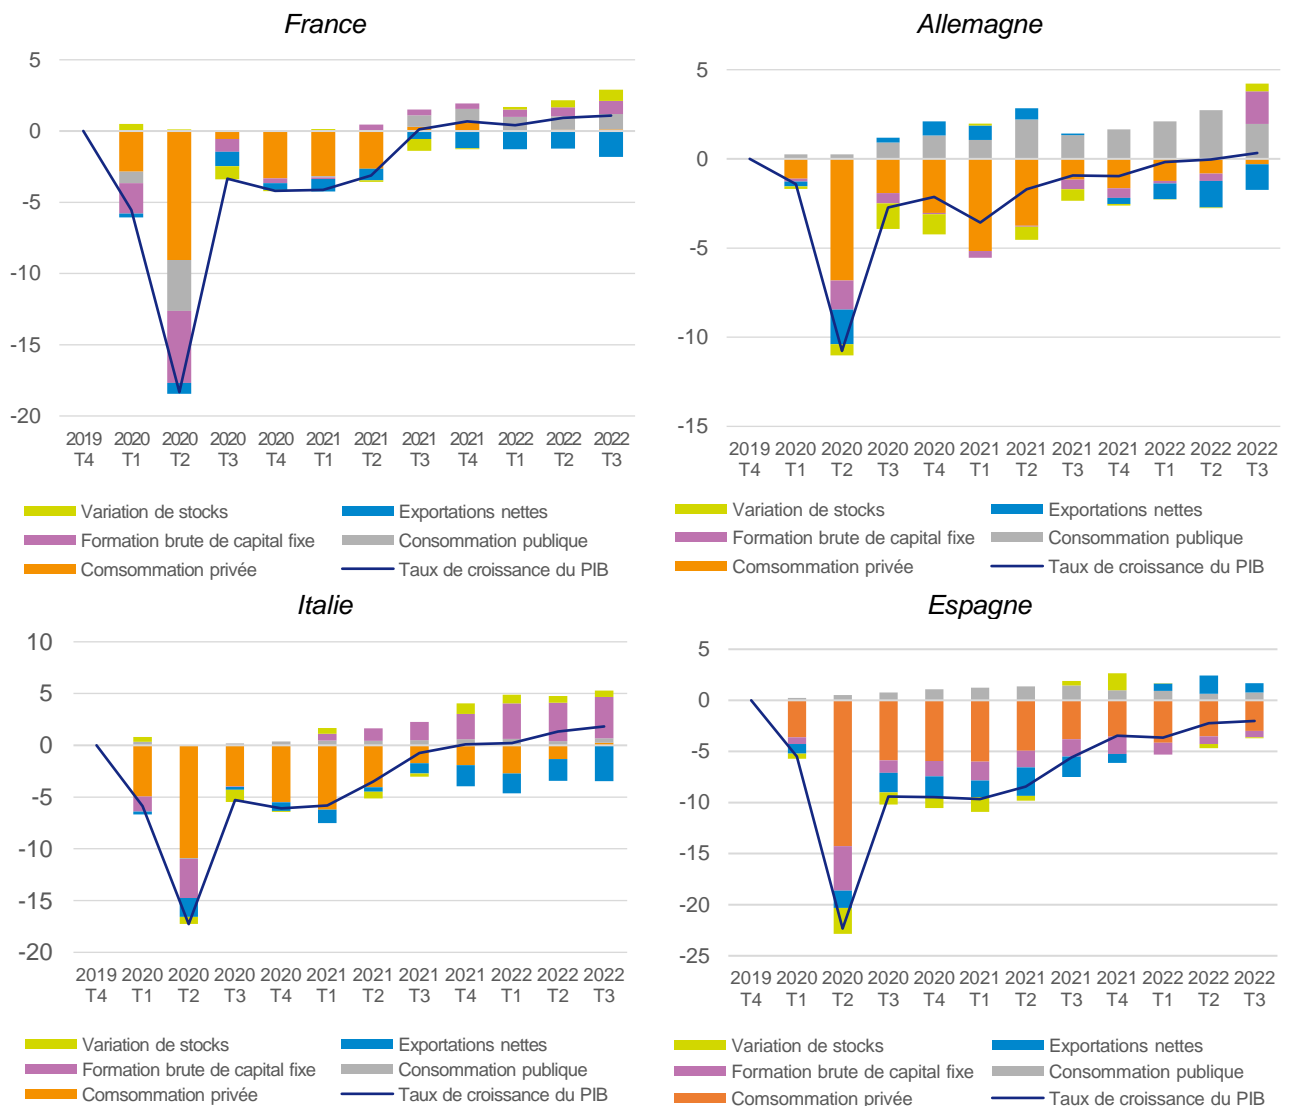 France
5
0
-5
-10
-15
-20
2019 2020 2020 2020 2020 2021 2021 2021 2021 2022 2022 2022
T4 T1 T2 T3 T4 T1 T2 T3 T4 T1 T2 T3
Variation de stocks
Exportations nettes
Formation brute de capital fixe
Consommation publique
Comsommation privée
Taux de croissance du PIB
Allemagne
5
0
-5
-10
-15
2019 2020 2020 2020 2020 2021 2021 2021 2021 2022 2022 2022
T4 T1 T2 T3 T4 T1 T2 T3 T4 T1 T2 T3
Variation de stocks
Exportations nettes
Formation brute de capital fixe
Consommation publique
Comsommation privée
Taux de croissance du PIB
Italie
10
5
0
-5
-10
-15
-20
2019 2020 2020 2020 2020 2021 2021 2021 2021 2022 2022 2022
T4 T1 T2 T3 T4 T1 T2 T3 T4 T1 T2 T3
Variation de stocks
Exportations nettes
Formation brute de capital fixe
Consommation publique
Comsommation privée
Taux de croissance du PIB
Espagne
5
0
-5
-10
-15
-20
-25
2019 2020 2020 2020 2020 2021 2021 2021 2021 2022 2022 2022
T4 T1 T2 T3 T4 T1 T2 T3 T4 T1 T2 T3
Variation de stocks
Exportations nettes
Formation brute de capital fixe
Consommation publique
Comsommation privée
Taux de croissance du PIB